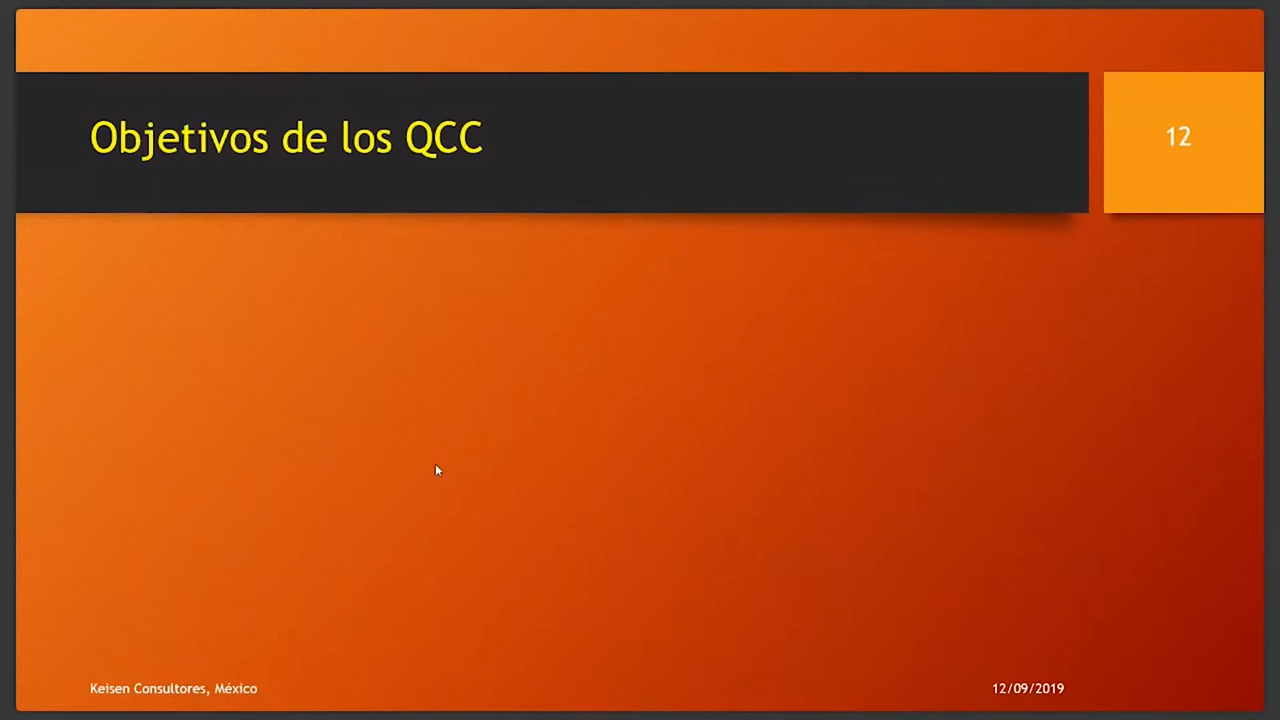 Objetivos de los QCC
12
Keisen Consultores, México
12/09/2019